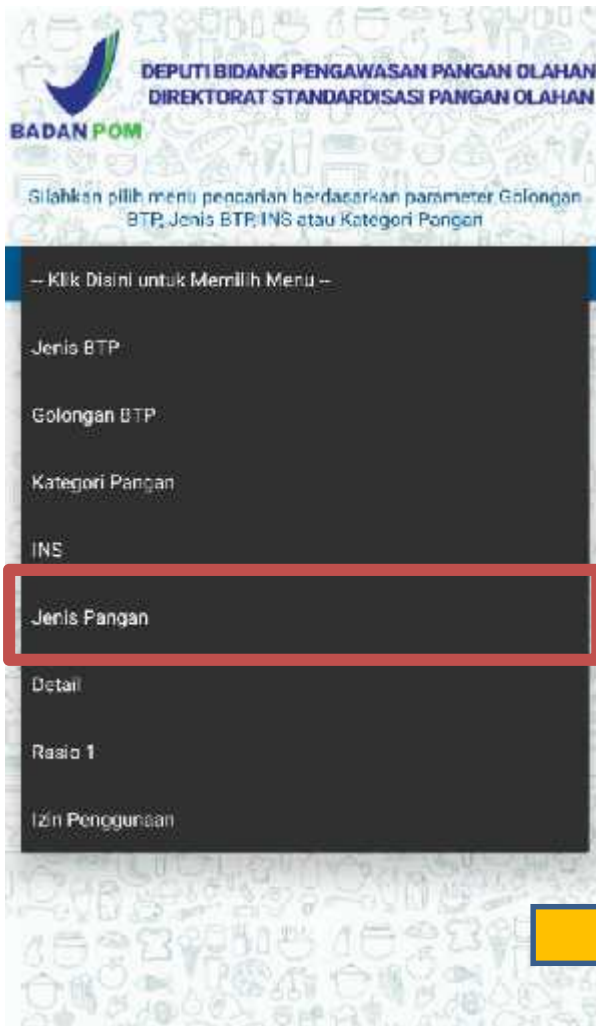 DEPUTI BIDANG PENGAWASAN PANGAN OLAHAN
DIREKTORAT STANDARDISASI PANGAN OLAHAN
BADAN POM
Silahkan pilih menu pencarian berdasarkan parameter Golongan
BTP, Jenis BTP, INS atau Kategori Pangan
-- Klik Disini untuk Memilih Menu --
Jenis BTP
Golongan BTP
Kategori Pangan
INS
Jenis Pangan
Detail
Rasio 1
Izin Penggunaan